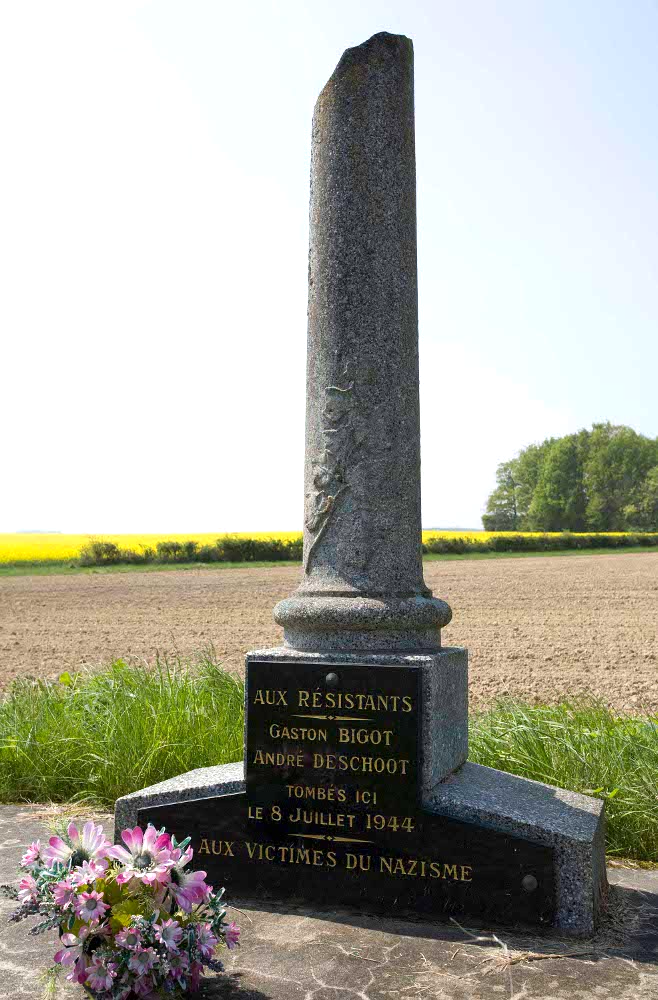 AUX RÉSISTANTS
GASTON BIGOT
ANDRÉ DESCHOOT
TOMBÉS ICI
LE 8 JUILLET 1944
AUX VICTIMES DU NAZISME